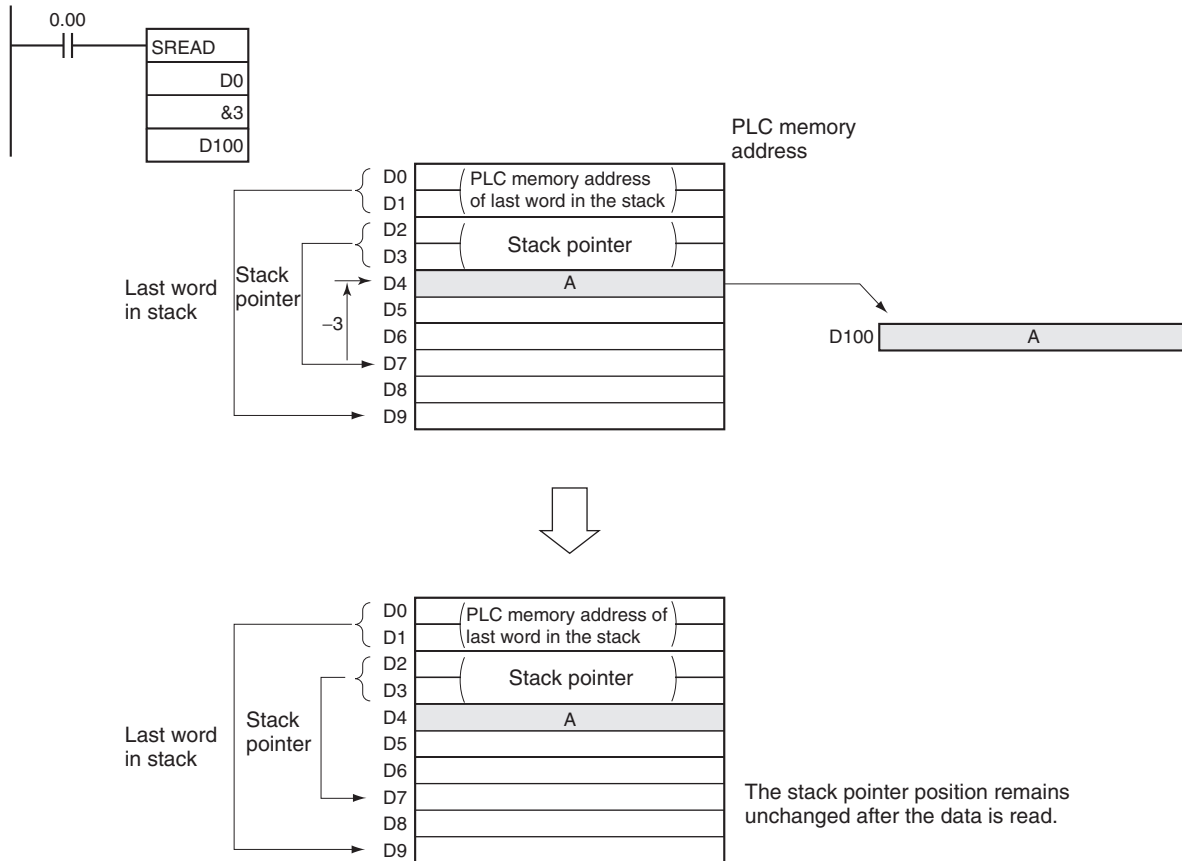 0.00
SREAD
D0
&3
D100
PLC memory
address
D0
D1
D2
D3
D4
D5
D6
D7
D8
D9
PLC memory address
of last word in the stack
Stack pointer
A
Last word
in stack
Stack
pointer
–3
D100
A
D0
D1
D2
D3
D4
D5
D6
D7
D8
D9
PLC memory address of
last word in the stack
Stack pointer
A
Last word
in stack
Stack
pointer
The stack pointer position remains
unchanged after the data is read.